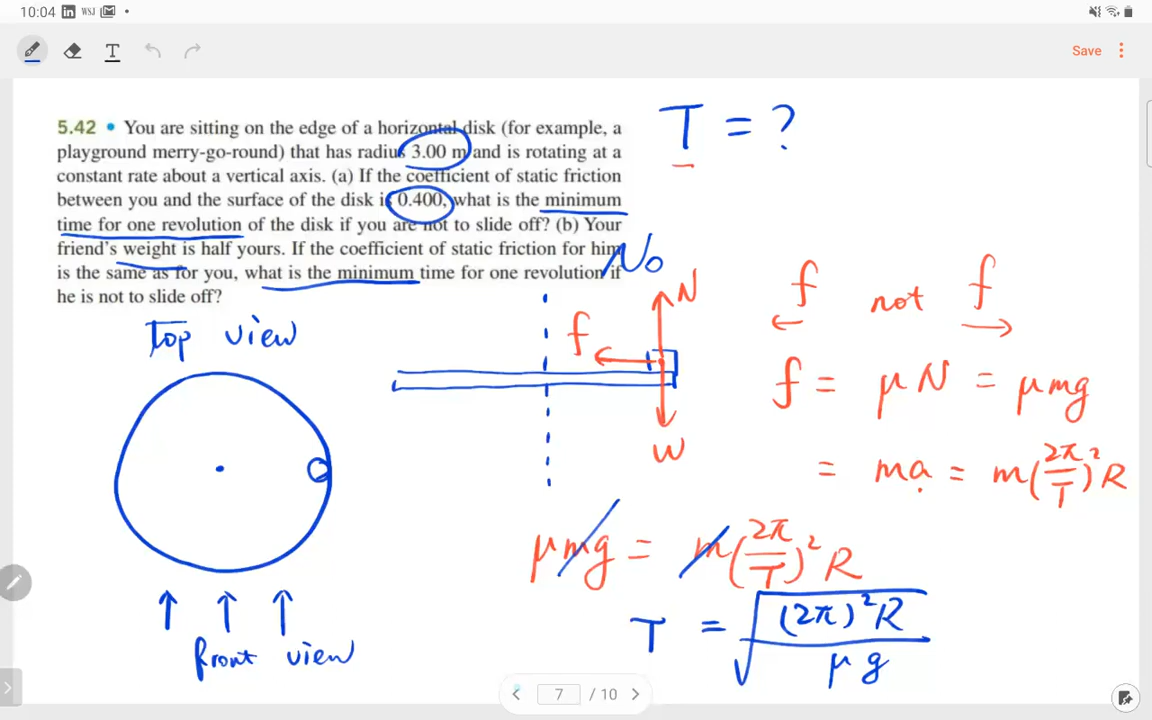 10:04 in WSJ M •
T Save
5.42 • You are sitting on the edge of a horizontal disk (for example, a
playground merry-go-round) that has radius 3.00 m and is rotating at a
constant rate about a vertical axis. (a) If the coefficient of static friction
between you and the surface of the disk is 0.400, what is the minimum
time for one revolution of the disk if you are not to slide off? (b) Your
friend's weight is half yours. If the coefficient of static friction for him
is the same as for you, what is the minimum time for one revolution if
he is not to slide off?
T = ?
No
Top view
f
N
w
f not f
← →
f = μN = μmg
= ma = m(2π/T)²R
μmg = m(2π/T)²R
T = √((2π)²R / μg)
front view
7 / 10